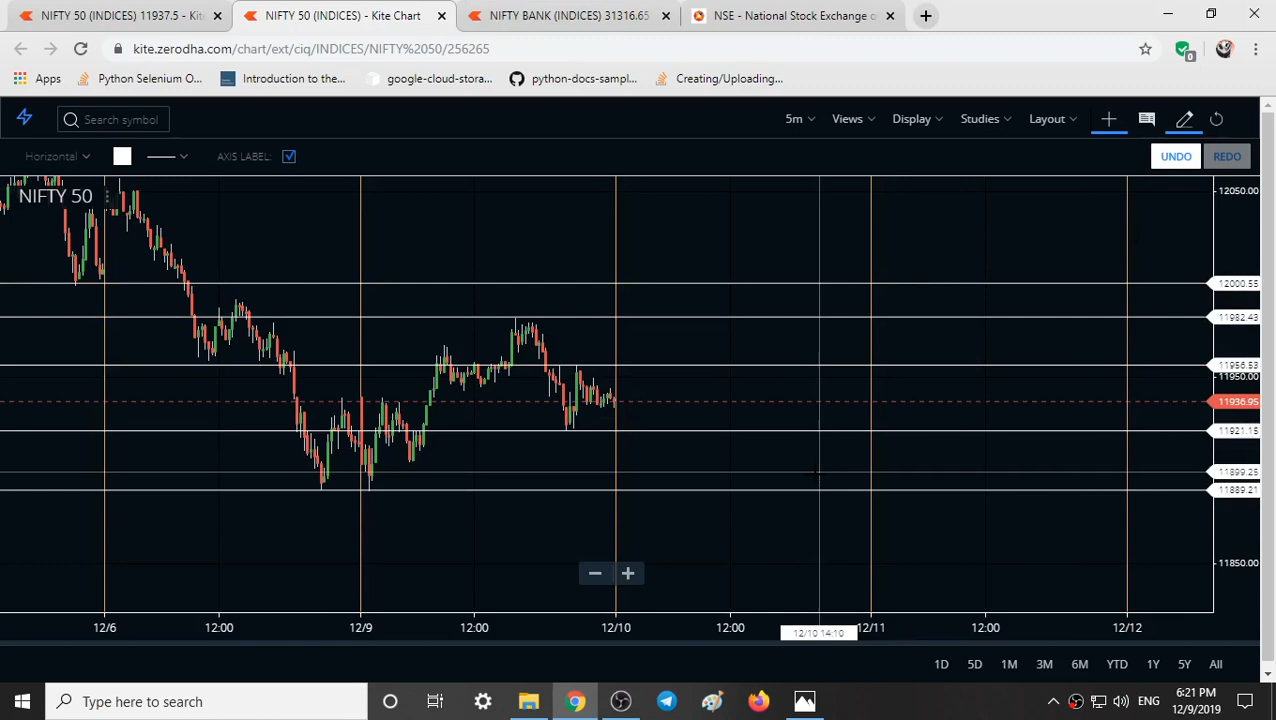 NIFTY 50 (INDICES) 11937.5 - Kite
NIFTY 50 (INDICES) - Kite Chart
NIFTY BANK (INDICES) 31316.65
NSE - National Stock Exchange o
kite.zerodha.com/chart/ext/ciq/INDICES/NIFTY%2050/256265
0
Apps
Python Selenium O...
Introduction to the...
google-cloud-stora...
python-docs-sampl...
Creating/Uploading...
Search symbol
5m
Views
Display
Studies
Layout
Horizontal
AXIS LABEL:
UNDO
REDO
NIFTY 50
12050.00
12000.55
11982.43
11956.53
11950.00
11936.95
11921.15
11899.25
11889.21
11850.00
12/6
12:00
12/9
12:00
12/10
12:00
12/10 14:10
12/11
12:00
12/12
1D
5D
1M
3M
6M
YTD
1Y
5Y
All
Type here to search
ENG
6:21 PM
12/9/2019